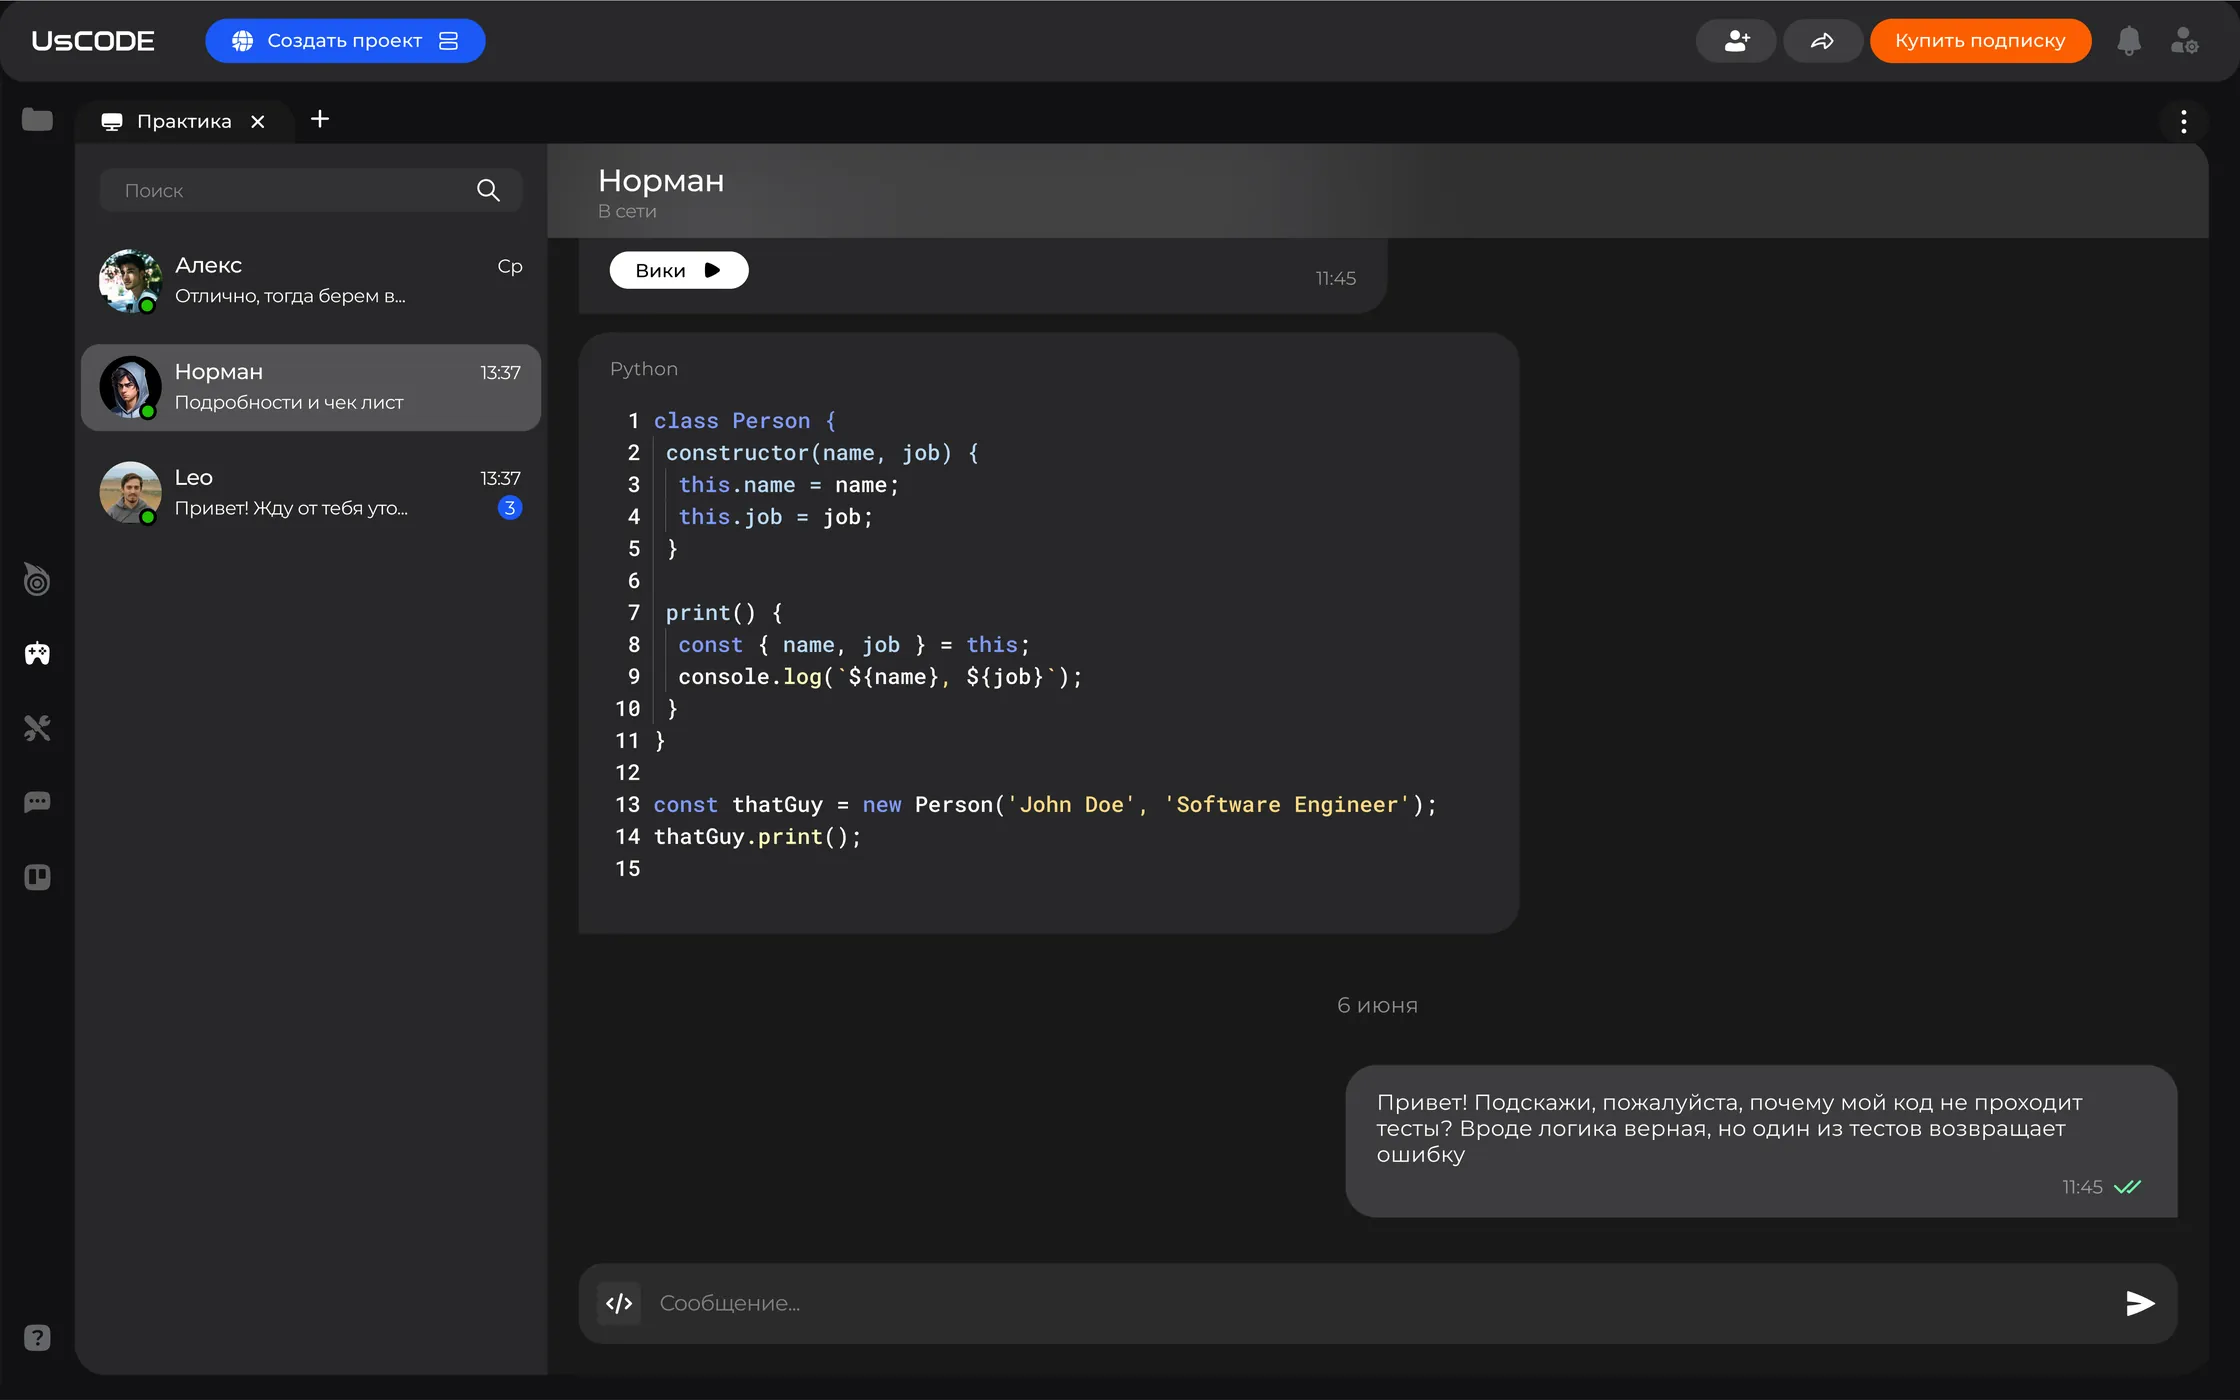 UsCODE
Создать проект
Купить подписку
Практика
Поиск
Алекс
Ср
Отлично, тогда берем в...
Норман
13:37
Подробности и чек лист
Leo
13:37
Привет! Жду от тебя уто...
3
Норман
В сети
Вики
11:45
Python
1 class Person {
2 constructor(name, job) {
3 this.name = name;
4 this.job = job;
5 }
6
7 print() {
8 const { name, job } = this;
9 console.log(`${name}, ${job}`);
10 }
11 }
12
13 const thatGuy = new Person('John Doe', 'Software Engineer');
14 thatGuy.print();
15
6 июня
Привет! Подскажи, пожалуйста, почему мой код не проходит
тесты? Вроде логика верная, но один из тестов возвращает
ошибку
11:45
</> Сообщение...
?